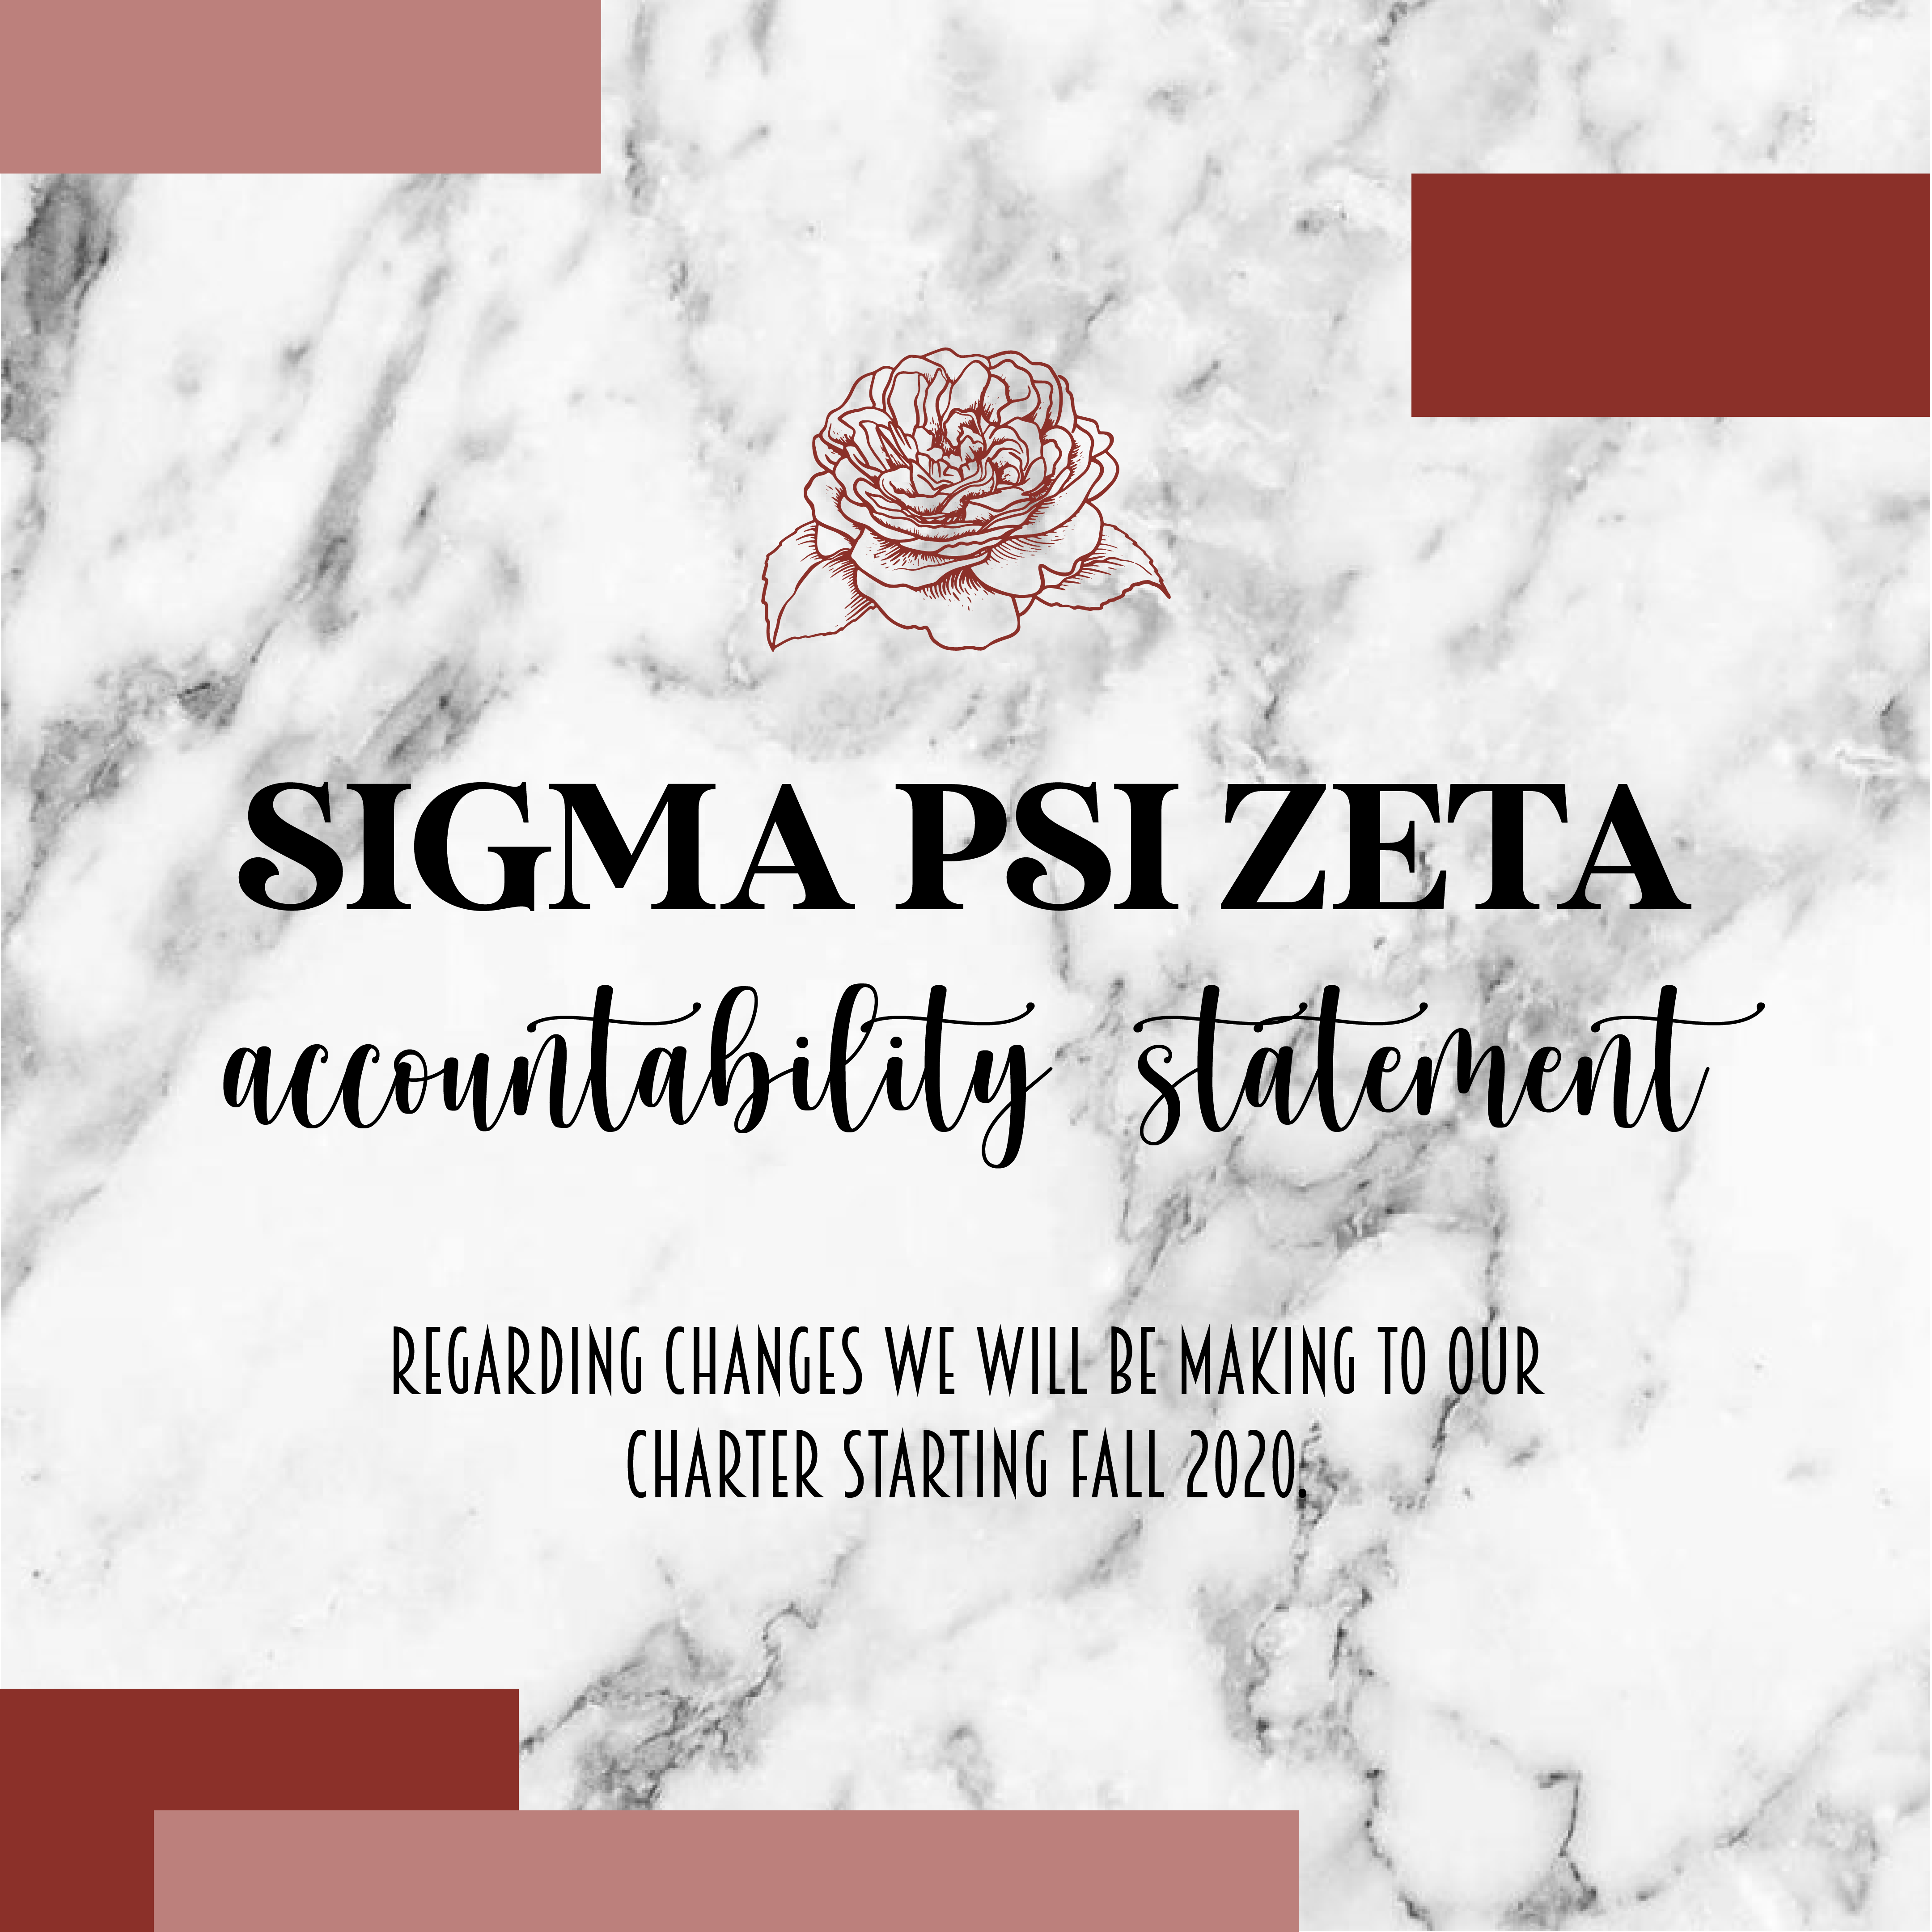 SIGMA PSI ZETA
accountability statement
REGARDING CHANGES WE WILL BE MAKING TO OUR
CHARTER STARTING FALL 2020.